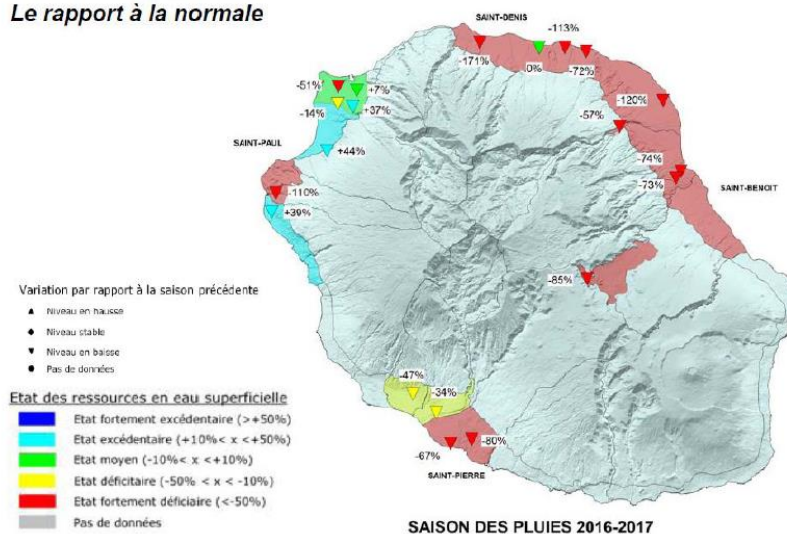 Le rapport à la normale
SAINT-DENIS
-113%
-171%
0%
-72%
-51%
+7%
-120%
-14%
+37%
-57%
SAINT-PAUL
+44%
-74%
-110%
-73%
SAINT-BENOIT
+39%
-85%
Variation par rapport à la saison précédente
Niveau en hausse
Niveau stable
Niveau en baisse
Pas de données
-47%
-34%
Etat des ressources en eau superficielle
Etat fortement excédentaire (>+50%)
Etat excédentaire (+10%< x <+50%)
Etat moyen (-10%< x <+10%)
Etat déficitaire (-50% < x < -10%)
Etat fortement déficiaire (<-50%)
Pas de données
-80%
-67%
SAINT-PIERRE
SAISON DES PLUIES 2016-2017